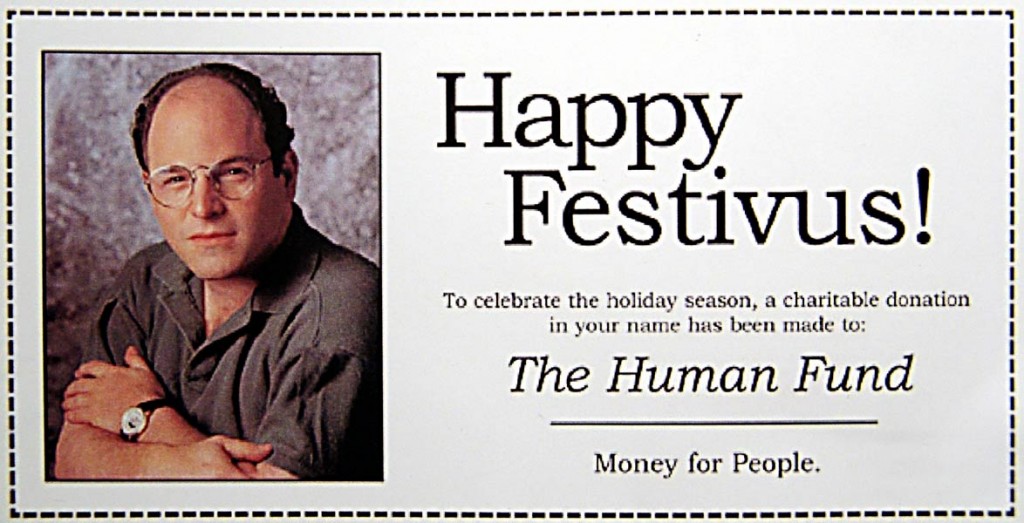 Happy
Festivus!
To celebrate the holiday season, a charitable donation
in your name has been made to:
The Human Fund
Money for People.